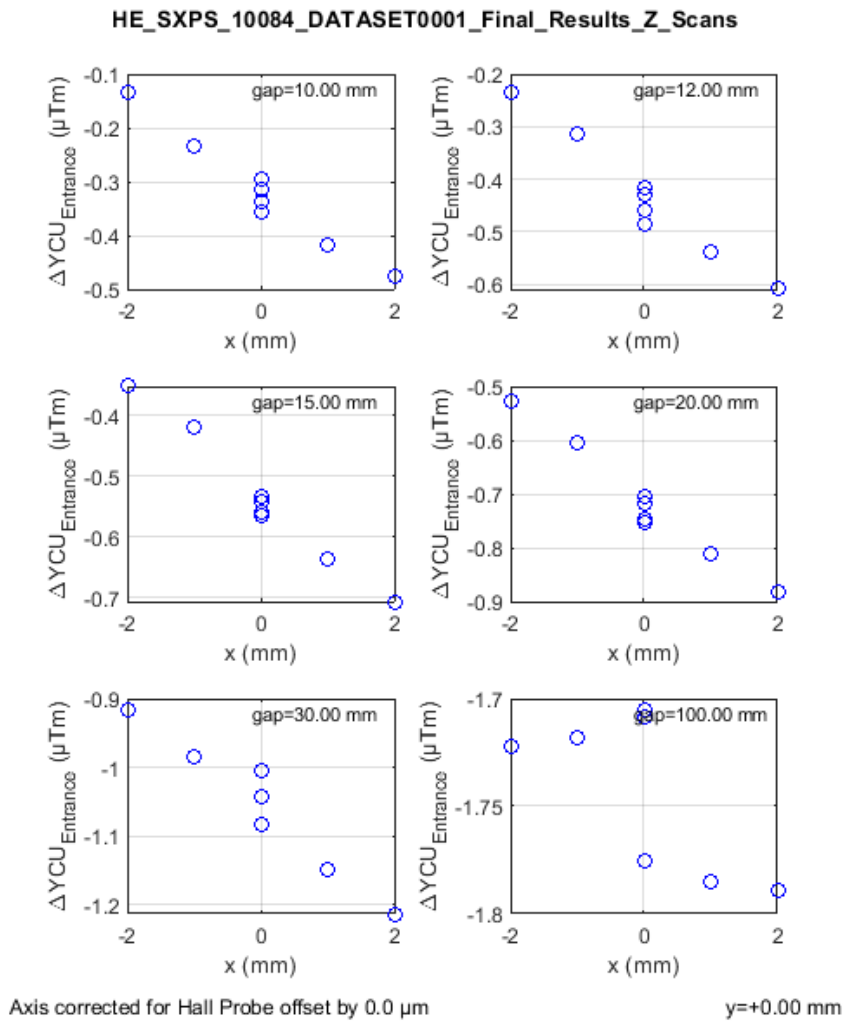 HE_SXPS_10084_DATASET0001_Final_Results_Z_Scans
gap=10.00 mm
-0.1
-0.2
-0.3
-0.4
-0.5
ΔYCU_Entrance (µTm)
-2 0 2
x (mm)
gap=12.00 mm
-0.2
-0.3
-0.4
-0.5
-0.6
ΔYCU_Entrance (µTm)
-2 0 2
x (mm)
gap=15.00 mm
-0.4
-0.5
-0.6
-0.7
ΔYCU_Entrance (µTm)
-2 0 2
x (mm)
gap=20.00 mm
-0.5
-0.6
-0.7
-0.8
-0.9
ΔYCU_Entrance (µTm)
-2 0 2
x (mm)
gap=30.00 mm
-0.9
-1
-1.1
-1.2
ΔYCU_Entrance (µTm)
-2 0 2
x (mm)
gap=100.00 mm
-1.7
-1.75
-1.8
ΔYCU_Entrance (µTm)
-2 0 2
x (mm)
Axis corrected for Hall Probe offset by 0.0 µm
y=+0.00 mm